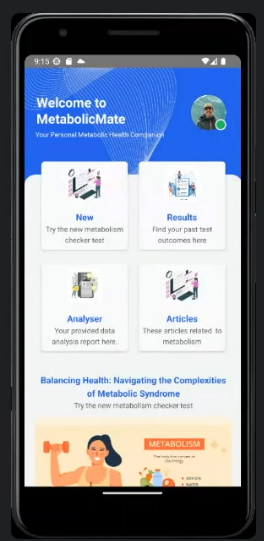 9:15
Welcome to
MetabolicMate
Your Personal Metabolic Health Companion
New
Try the new metabolism
checker test
Results
Find your past test
outcomes here
Analyser
Your provided data
analysis report here.
Articles
These articles related to
metabolism
Balancing Health: Navigating the Complexities
of Metabolic Syndrome
Try the new metabolism checker test
METABOLISM